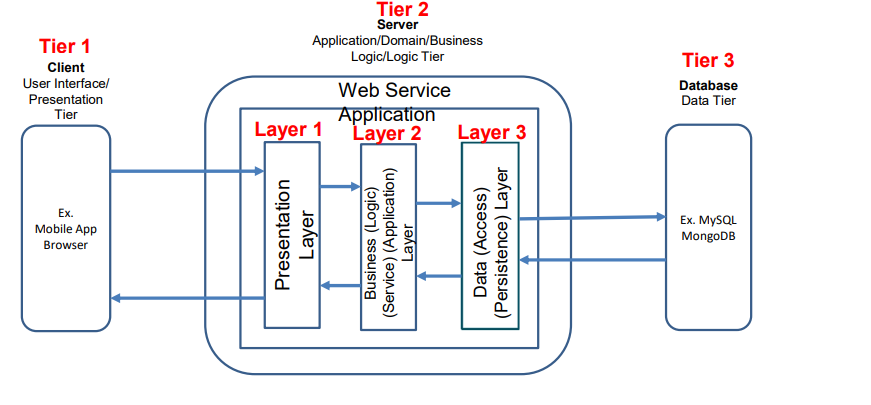 Tier 1
Client
User Interface/
Presentation
Tier
Ex.
Mobile App
Browser
Tier 2
Server
Application/Domain/Business
Logic/Logic Tier
Web Service
Application
Layer 1
Presentation
Layer
Layer 2
Business (Logic)
(Service) (Application)
Layer
Layer 3
Data (Access)
(Persistence) Layer
Tier 3
Database
Data Tier
Ex. MySQL
MongoDB